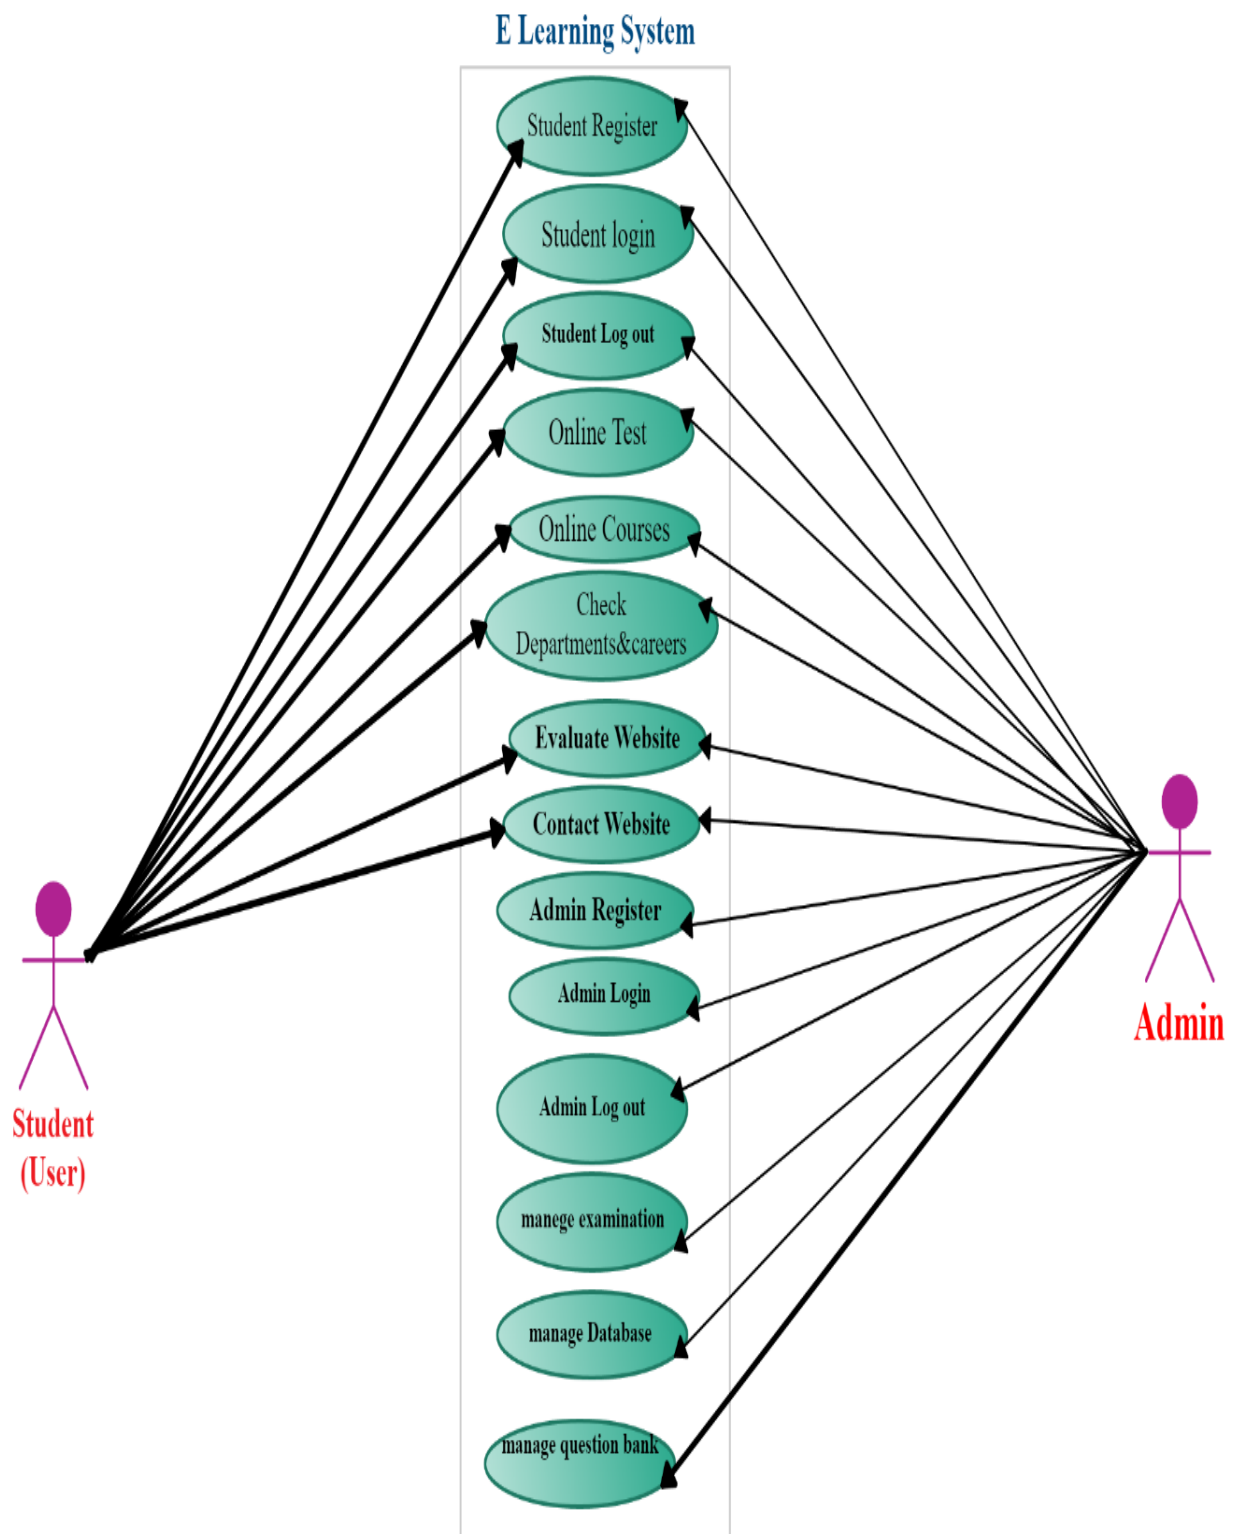 E Learning System
Student Register
Student login
Student Log out
Online Test
Online Courses
Check
Departments&careers
Evaluate Website
Contact Website
Admin Register
Admin Login
Admin Log out
manege examination
manage Database
manage question bank
Student
(User)
Admin